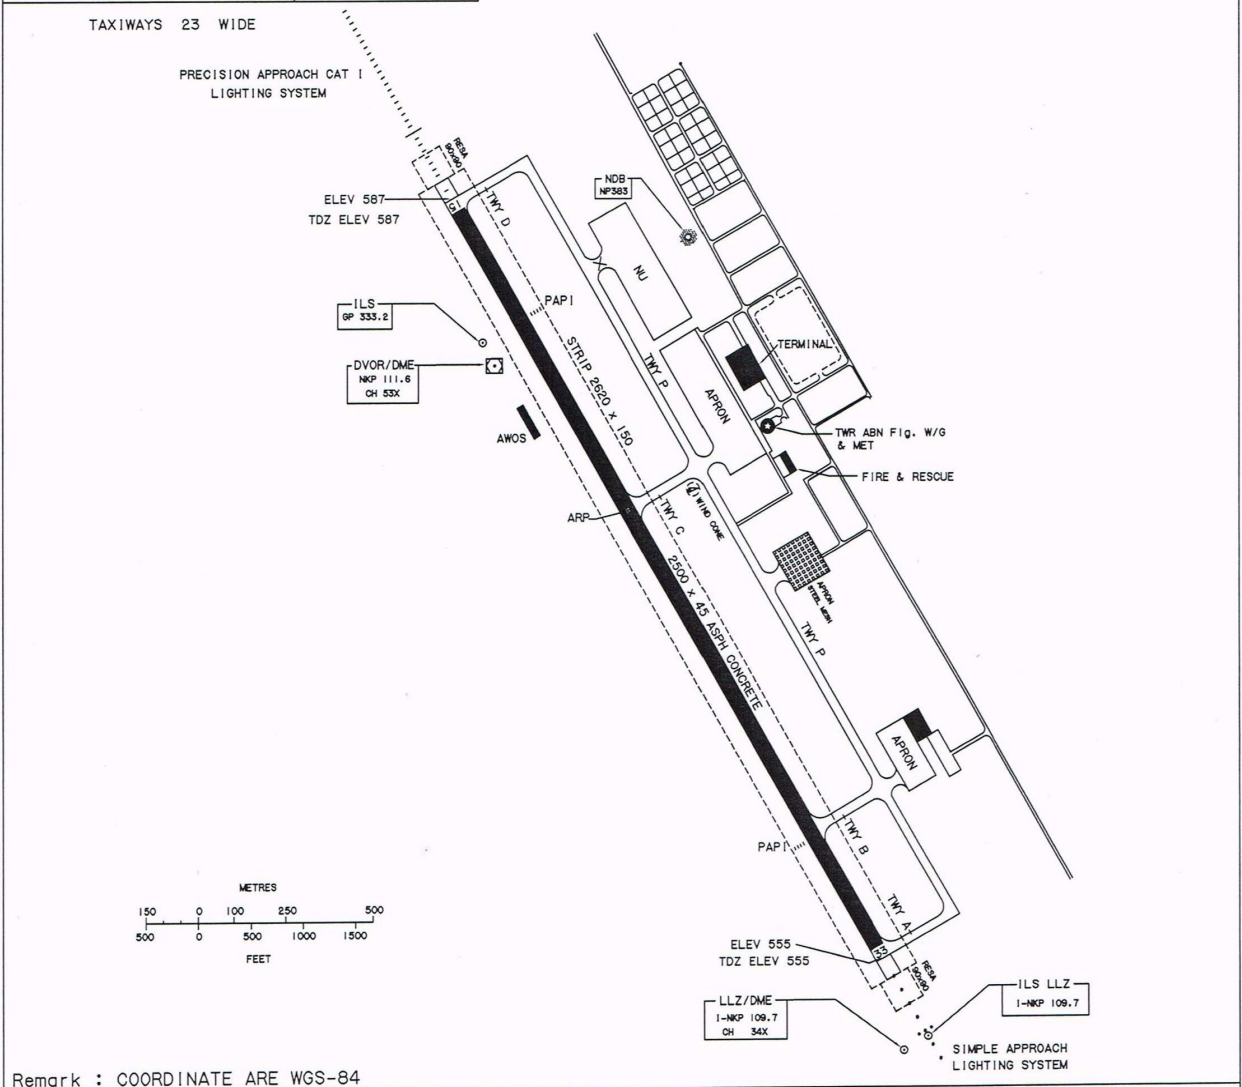 TAXIWAYS 23 WIDE
PRECISION APPROACH CAT I
LIGHTING SYSTEM
RESA
90x90
ELEV 587
TDZ ELEV 587
15
TWY D
NDB
NP383
NU
ILS
GP 333.2
PAPI
DVOR/DME
NKP 111.6
CH 53X
STRIP 2620 X 150
TWY P
TERMINAL
APRON
AWOS
TWR ABN Flg. W/G
& MET
FIRE & RESCUE
ARP
TWY C
WIND CONE
2500 X 45 ASPH CONCRETE
APRON
STEEL MESH
TWY P
APRON
PAPI
TWY B
TWY A
METRES
150 0 100 250 500
500 0 500 1000 1500
FEET
ELEV 555
TDZ ELEV 555
33
RESA
90x90
LLZ/DME
I-NKP 109.7
CH 34X
ILS LLZ
I-NKP 109.7
SIMPLE APPROACH
LIGHTING SYSTEM
Remark : COORDINATE ARE WGS-84